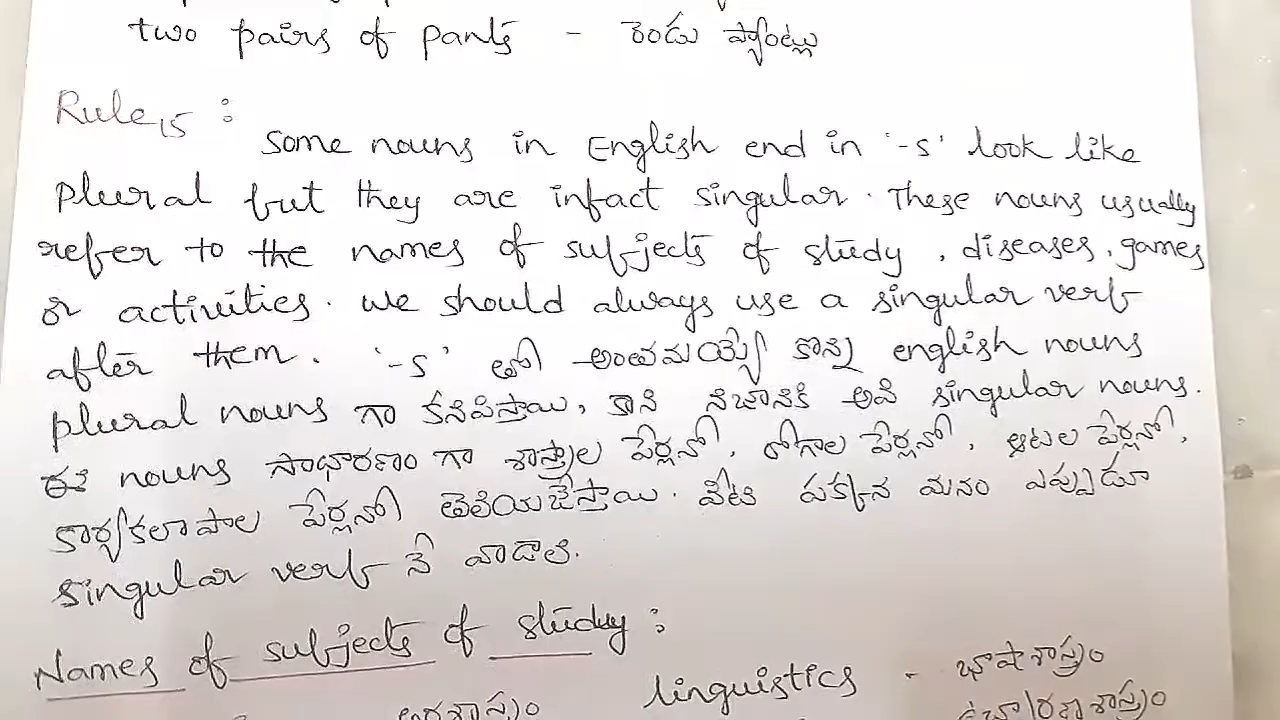 two pairs of pants - రెండు ప్యాంట్లు
Rule 15 :
Some nouns in English end in '-s' look like
plural but they are infact singular. These nouns usually
refer to the names of subjects of study, diseases, games
or activities. we should always use a singular verb
after them. '-s' తో అంతమయ్యే కొన్ని english nouns
plural nouns గా కనిపిస్తాయి, కాని నిజానికి అవి singular nouns.
ఈ nouns సాధారణం గా శాస్త్రాల పేర్లనో, రోగాల పేర్లనో, ఆటల పేర్లనో,
కార్యకలాపాల పేర్లనో తెలియజేస్తాయి. వీటి పక్కన మనం ఎప్పుడూ
singular verb నే వాడాలి.
Names of subjects of study :
linguistics - భాషాశాస్త్రం